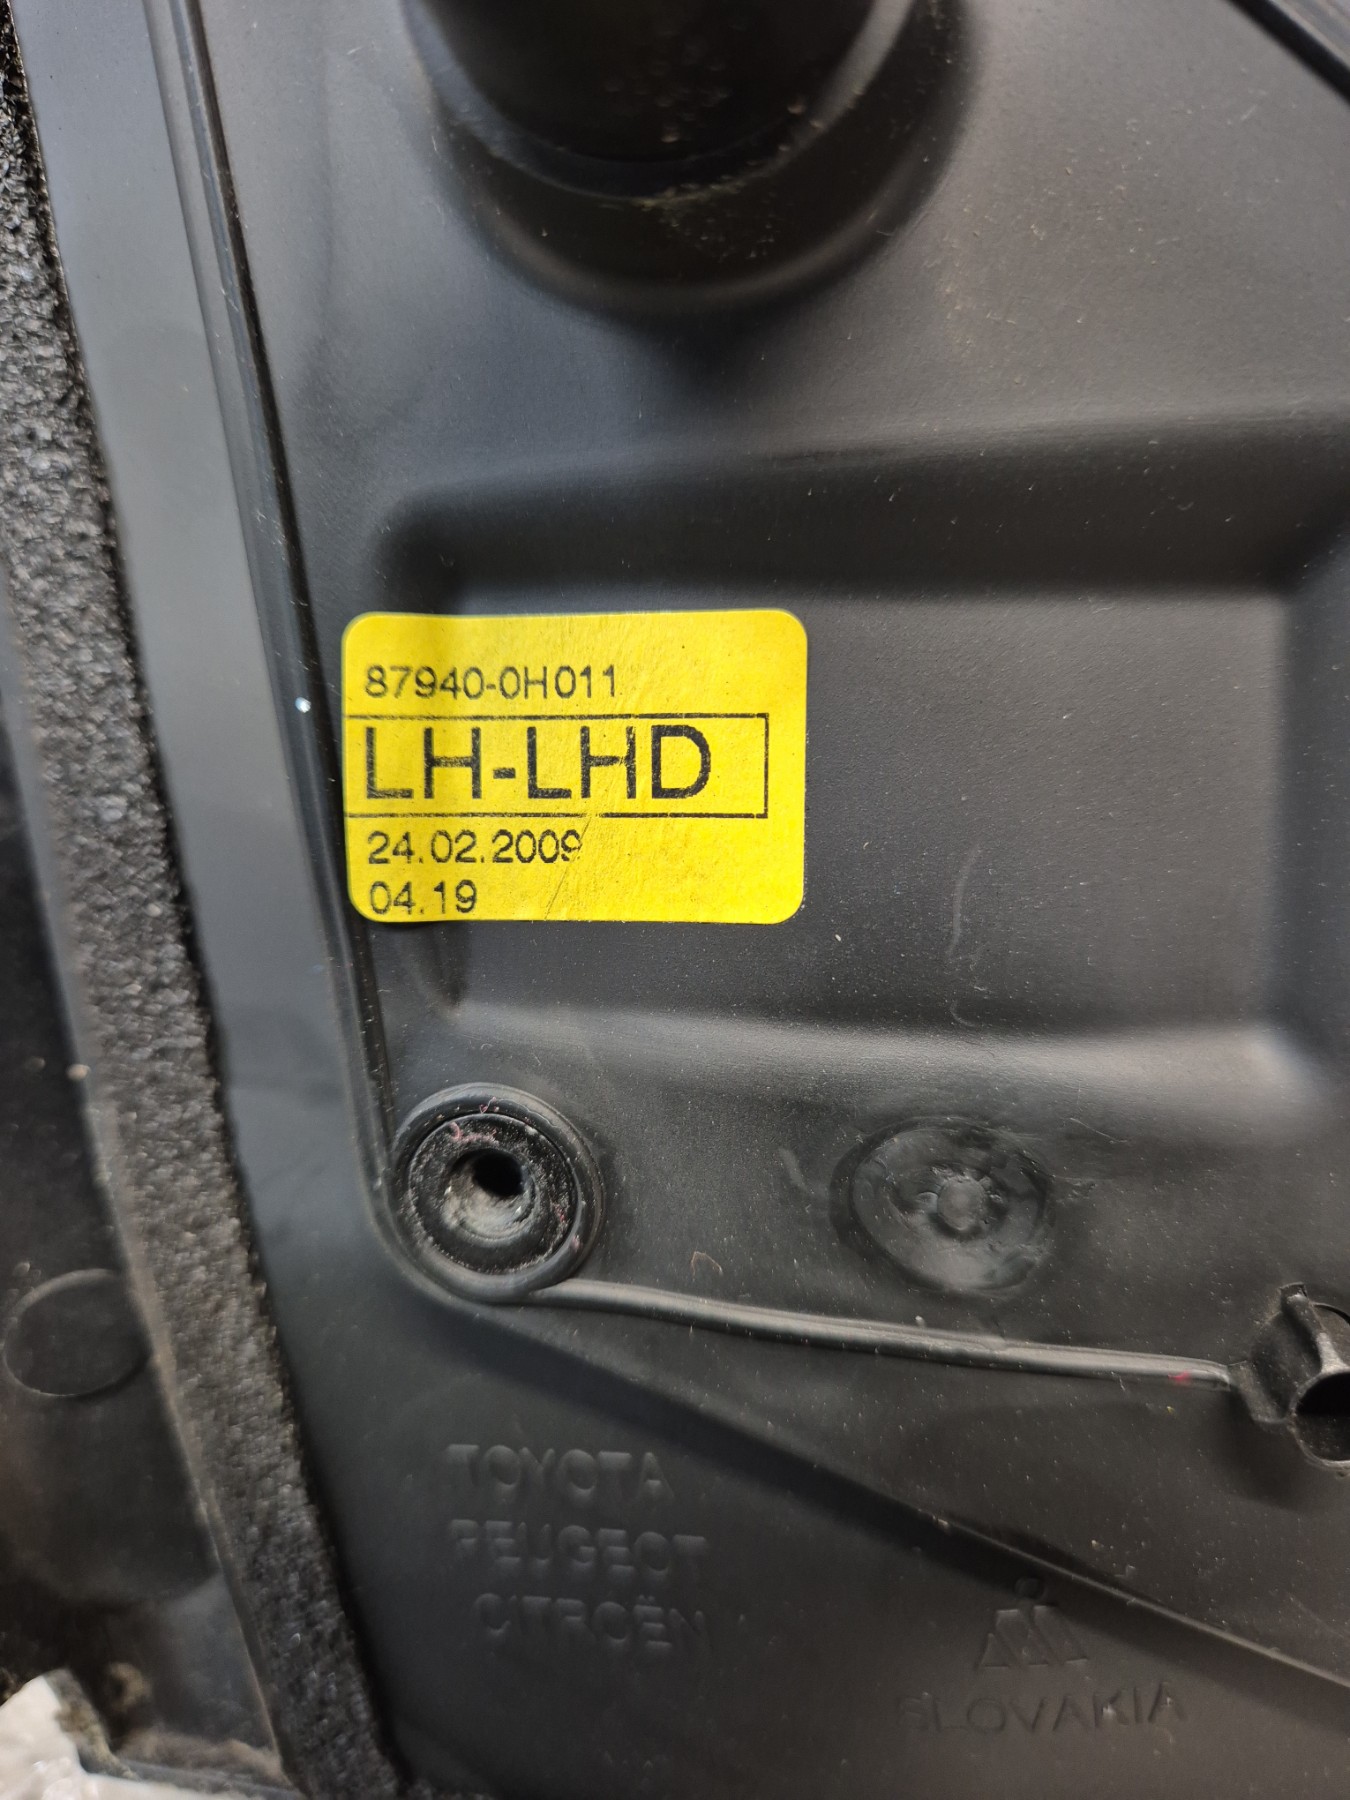 87940-0H011
LH-LHD
24.02.2009
04.19
TOYOTA
PEUGEOT
CITROËN
SLOVAKIA